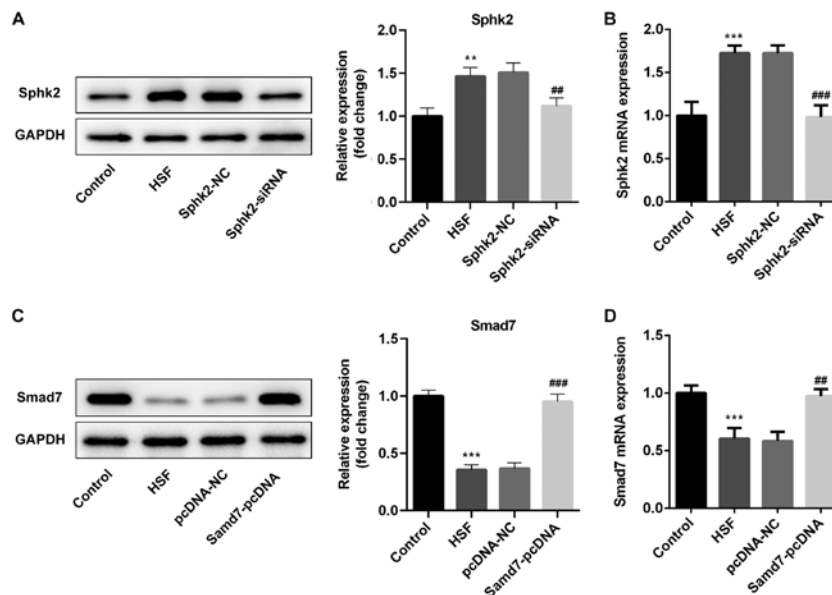 A
Sphk2
GAPDH
Control
HSF
Sphk2-NC
Sphk2-siRNA
Sphk2
Relative expression
(fold change)
2.0
1.5
1.0
0.5
0.0
**
##
Control
HSF
Sphk2-NC
Sphk2-siRNA
B
Sphk2 mRNA expression
2.0
1.5
1.0
0.5
0.0
***
###
Control
HSF
Sphk2-NC
Sphk2-siRNA
C
Smad7
GAPDH
Control
HSF
pcDNA-NC
Samd7-pcDNA
Smad7
Relative expression
(fold change)
1.5
1.0
0.5
0.0
***
###
Control
HSF
pcDNA-NC
Samd7-pcDNA
D
Smad7 mRNA expression
1.5
1.0
0.5
0.0
***
##
Control
HSF
pcDNA-NC
Samd7-pcDNA